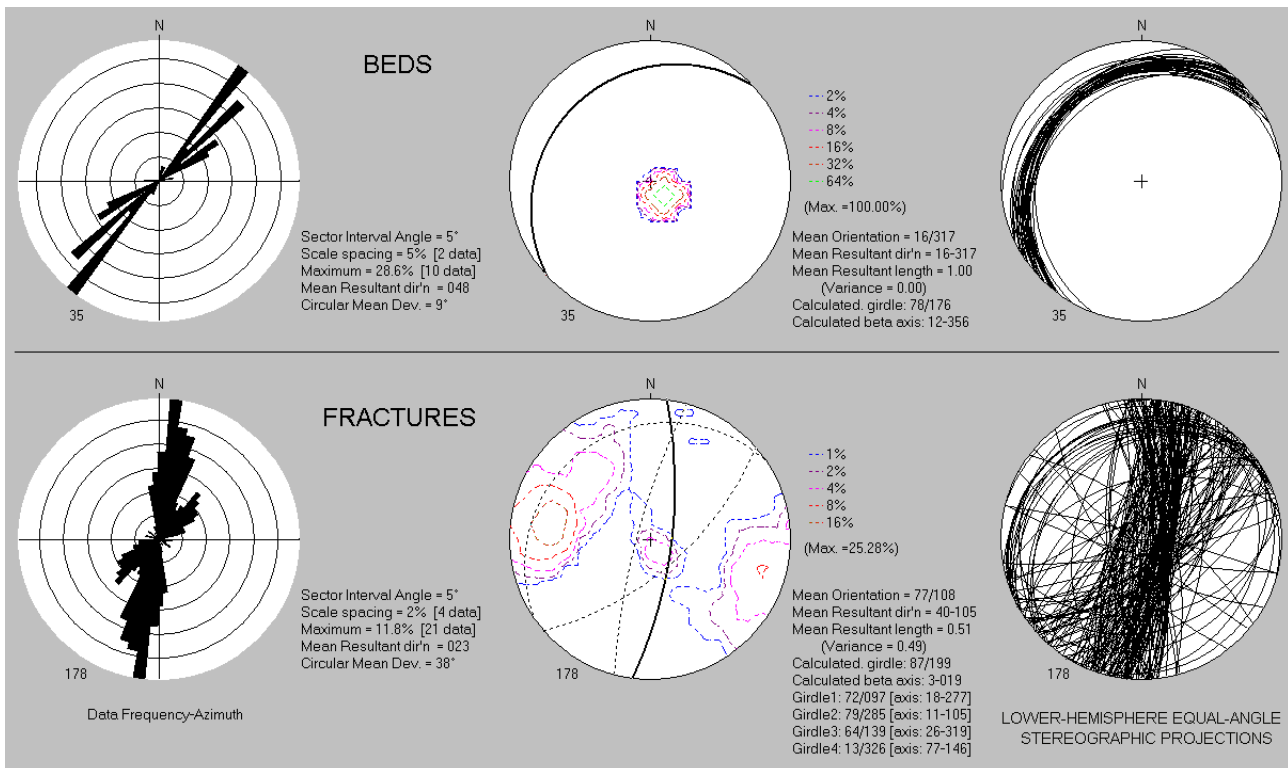 N
BEDS
Sector Interval Angle = 5°
Scale spacing = 5% [2 data]
Maximum = 28.6% [10 data]
Mean Resultant dir'n = 048
Circular Mean Dev. = 9°
35
N
2%
4%
8%
16%
32%
64%
(Max. =100.00%)
Mean Orientation = 16/317
Mean Resultant dir'n = 16-317
Mean Resultant length = 1.00
(Variance = 0.00)
Calculated. girdle: 78/176
Calculated beta axis: 12-356
35
N
35
N
FRACTURES
Sector Interval Angle = 5°
Scale spacing = 2% [4 data]
Maximum = 11.8% [21 data]
Mean Resultant dir'n = 023
Circular Mean Dev. = 38°
178
Data Frequency-Azimuth
N
1%
2%
4%
8%
16%
(Max. =25.28%)
Mean Orientation = 77/108
Mean Resultant dir'n = 40-105
Mean Resultant length = 0.51
(Variance = 0.49)
Calculated. girdle: 87/199
Calculated beta axis: 3-019
Girdle1: 72/097 [axis: 18-277]
Girdle2: 79/285 [axis: 11-105]
Girdle3: 64/139 [axis: 26-319]
Girdle4: 13/326 [axis: 77-146]
N
178
LOWER-HEMISPHERE EQUAL-ANGLE
STEREOGRAPHIC PROJECTIONS